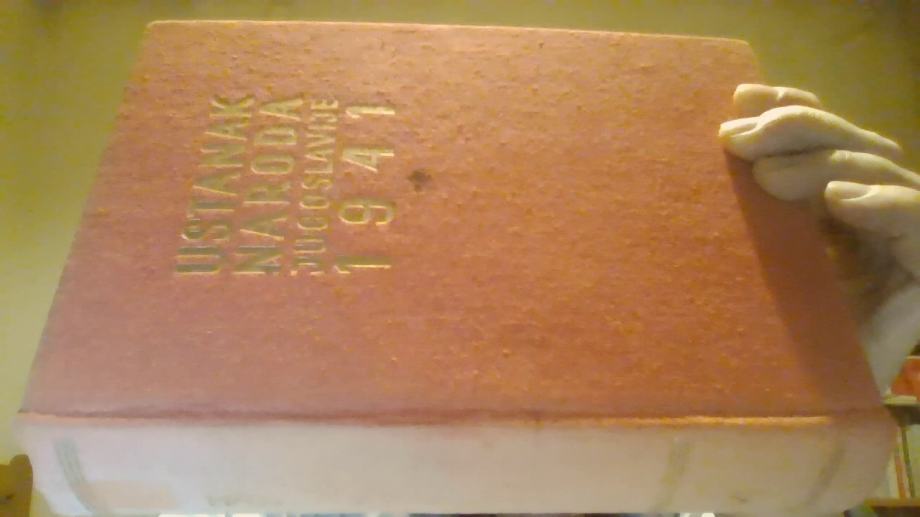 USTANAK
NARODA
JUGOSLAVIJE
1941